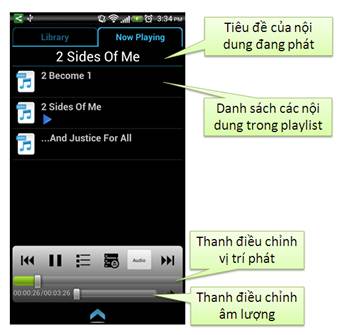 3:34 PM
Library
Now Playing
2 Sides Of Me
2 Become 1
2 Sides Of Me
...And Justice For All
Audio
00:00:26/00:03:26
Tiêu đề của nội
dung đang phát
Danh sách các nội
dung trong playlist
Thanh điều chỉnh
vị trí phát
Thanh điều chỉnh
âm lượng